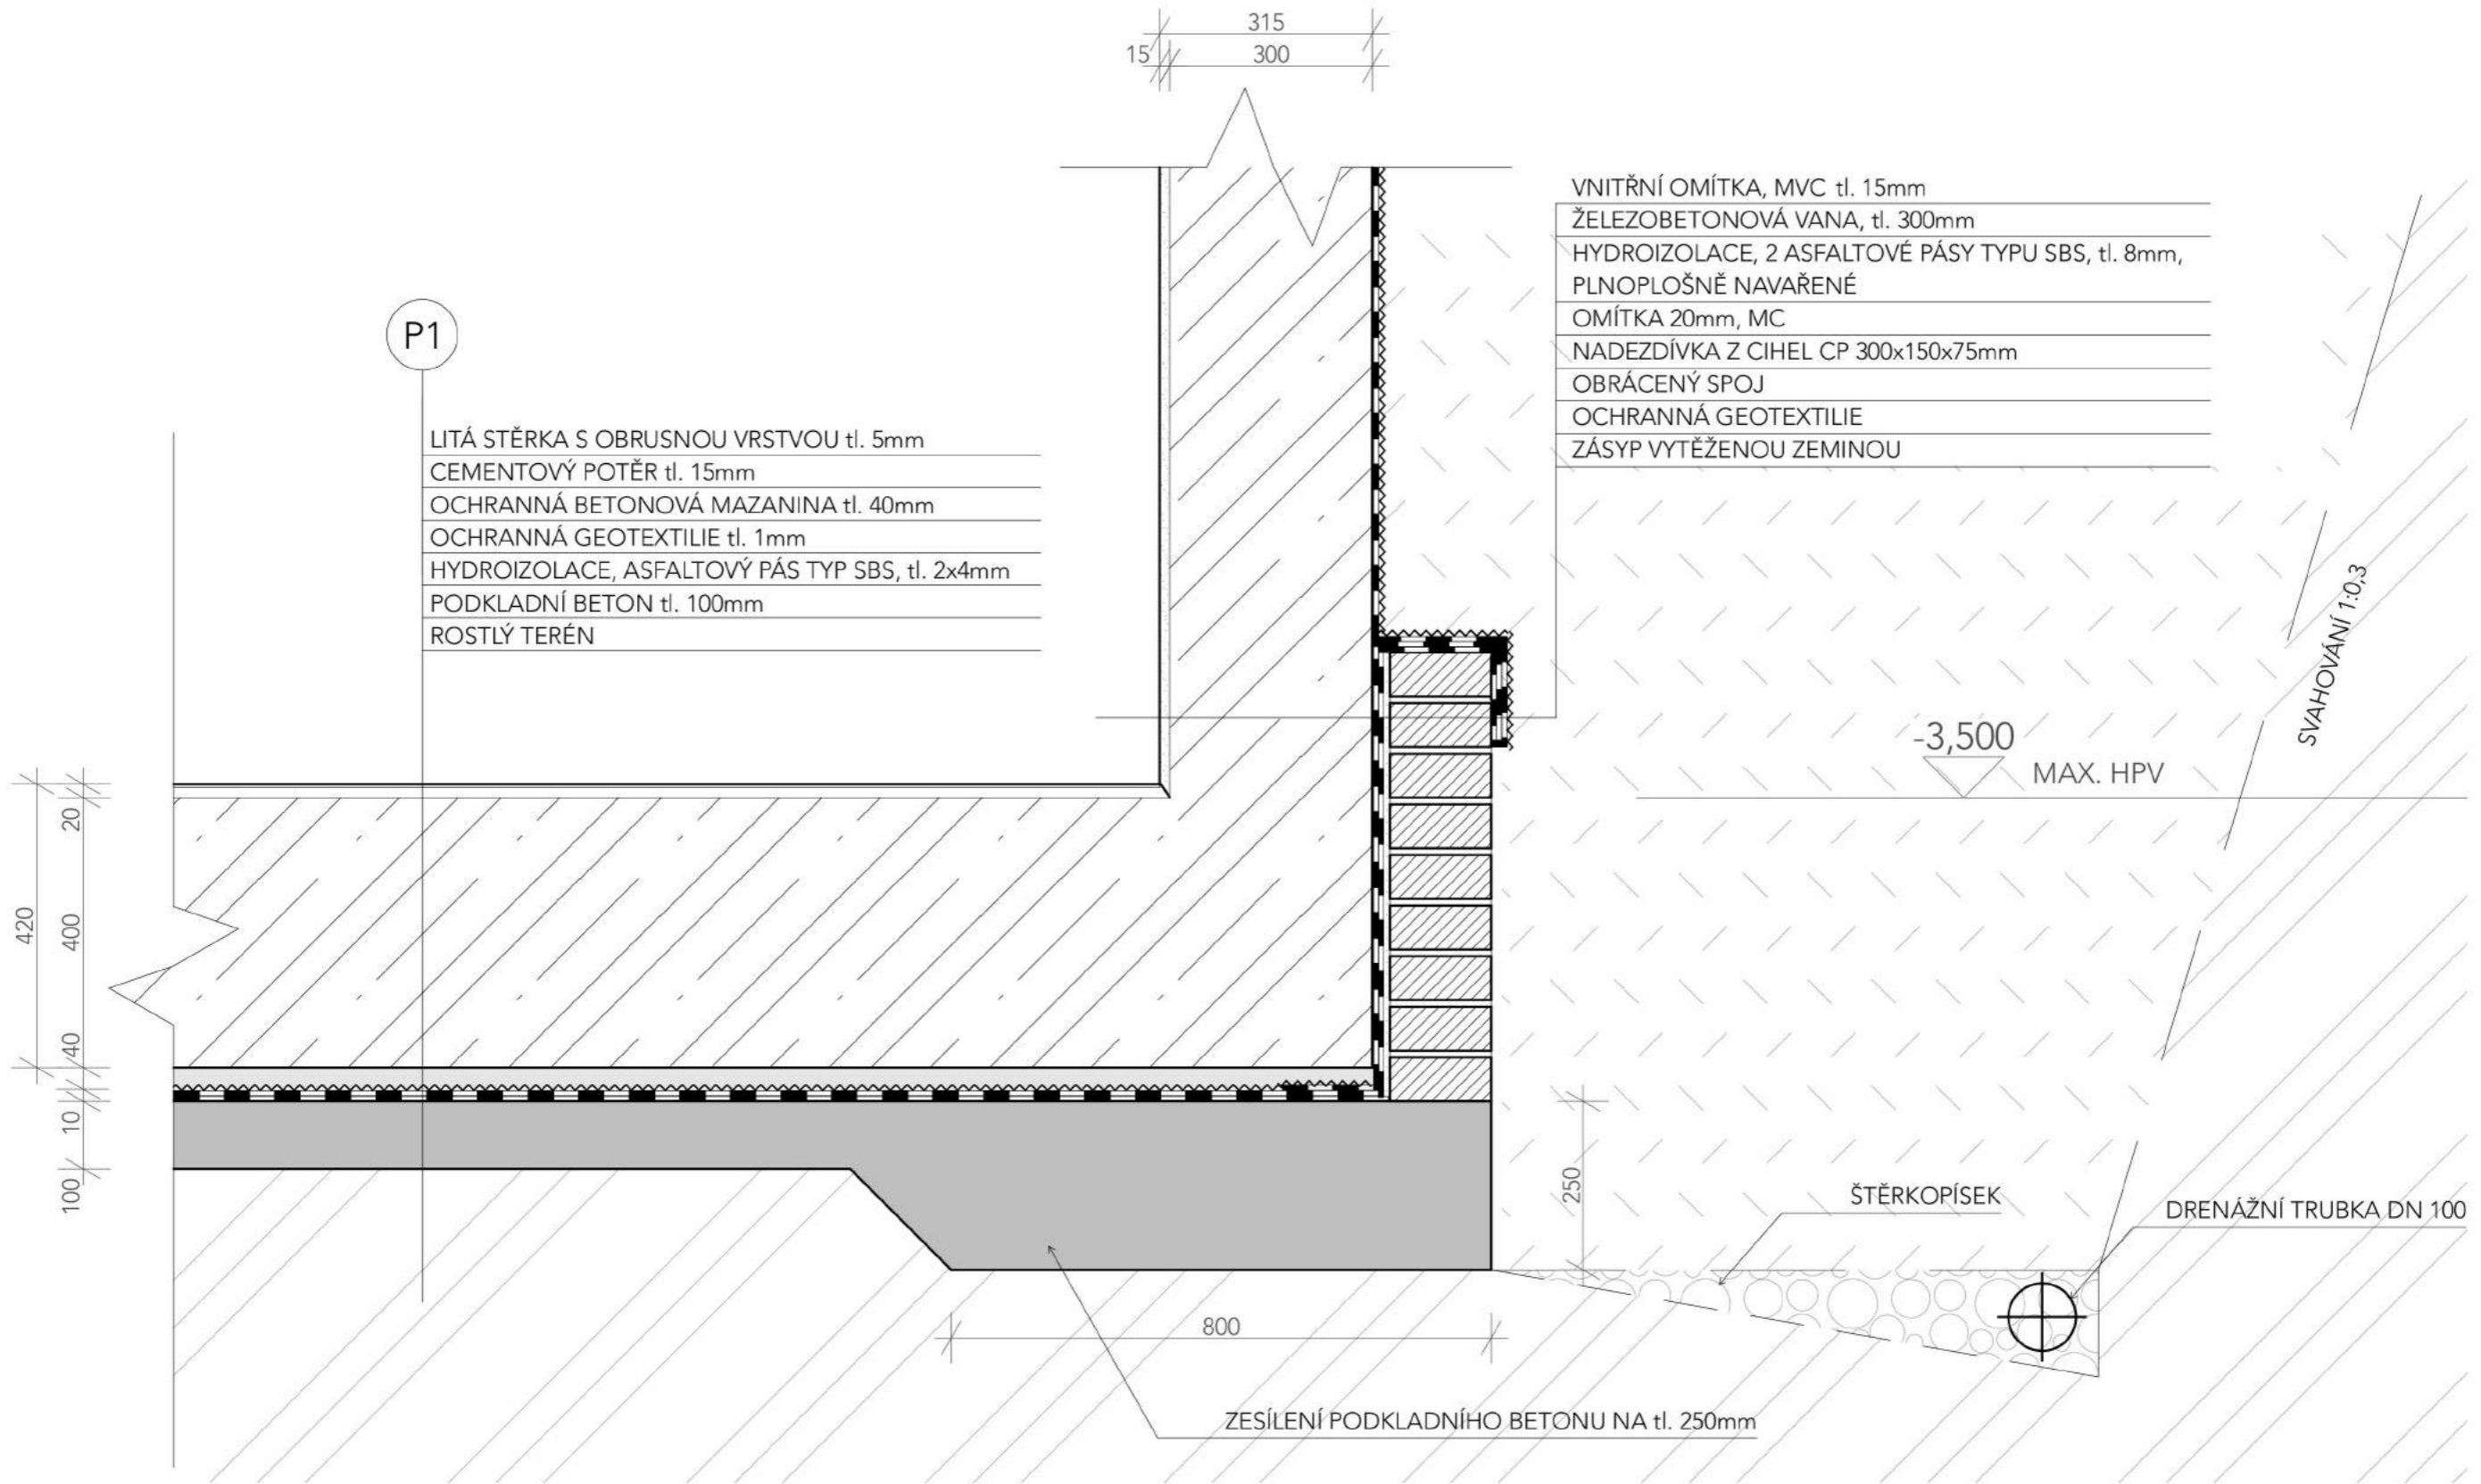 315
15
300
VNITŘNÍ OMÍTKA, MVC tl. 15mm
ŽELEZOBETONOVÁ VANA, tl. 300mm
HYDROIZOLACE, 2 ASFALTOVÉ PÁSY TYPU SBS, tl. 8mm,
PLNOPLOŠNĚ NAVAŘENÉ
OMÍTKA 20mm, MC
NADEZDÍVKA Z CIHEL CP 300x150x75mm
OBRÁCENÝ SPOJ
OCHRANNÁ GEOTEXTILIE
ZÁSYP VYTĚŽENOU ZEMINOU
P1
LITÁ STĚRKA S OBRUSNOU VRSTVOU tl. 5mm
CEMENTOVÝ POTĚR tl. 15mm
OCHRANNÁ BETONOVÁ MAZANINA tl. 40mm
OCHRANNÁ GEOTEXTILIE tl. 1mm
HYDROIZOLACE, ASFALTOVÝ PÁS TYP SBS, tl. 2x4mm
PODKLADNÍ BETON tl. 100mm
ROSTLÝ TERÉN
SVAHOVÁNÍ 1:0,3
-3,500
MAX. HPV
20
420
400
40
10
100
250
ŠTĚRKOPÍSEK
DRENÁŽNÍ TRUBKA DN 100
800
ZESÍLENÍ PODKLADNÍHO BETONU NA tl. 250mm